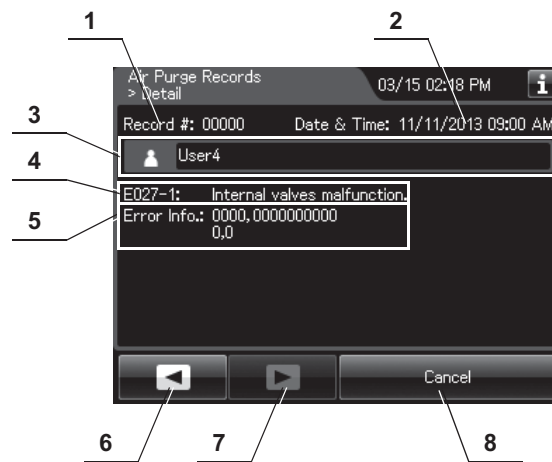 1
2
Air Purge Records
> Detail
03/15 02:18 PM
i
3
Record #: 00000
Date & Time: 11/11/2013 09:00 AM
User4
4
E027-1: Internal valves malfunction.
5
Error Info.: 0000,0000000000
0,0
Cancel
6
7
8